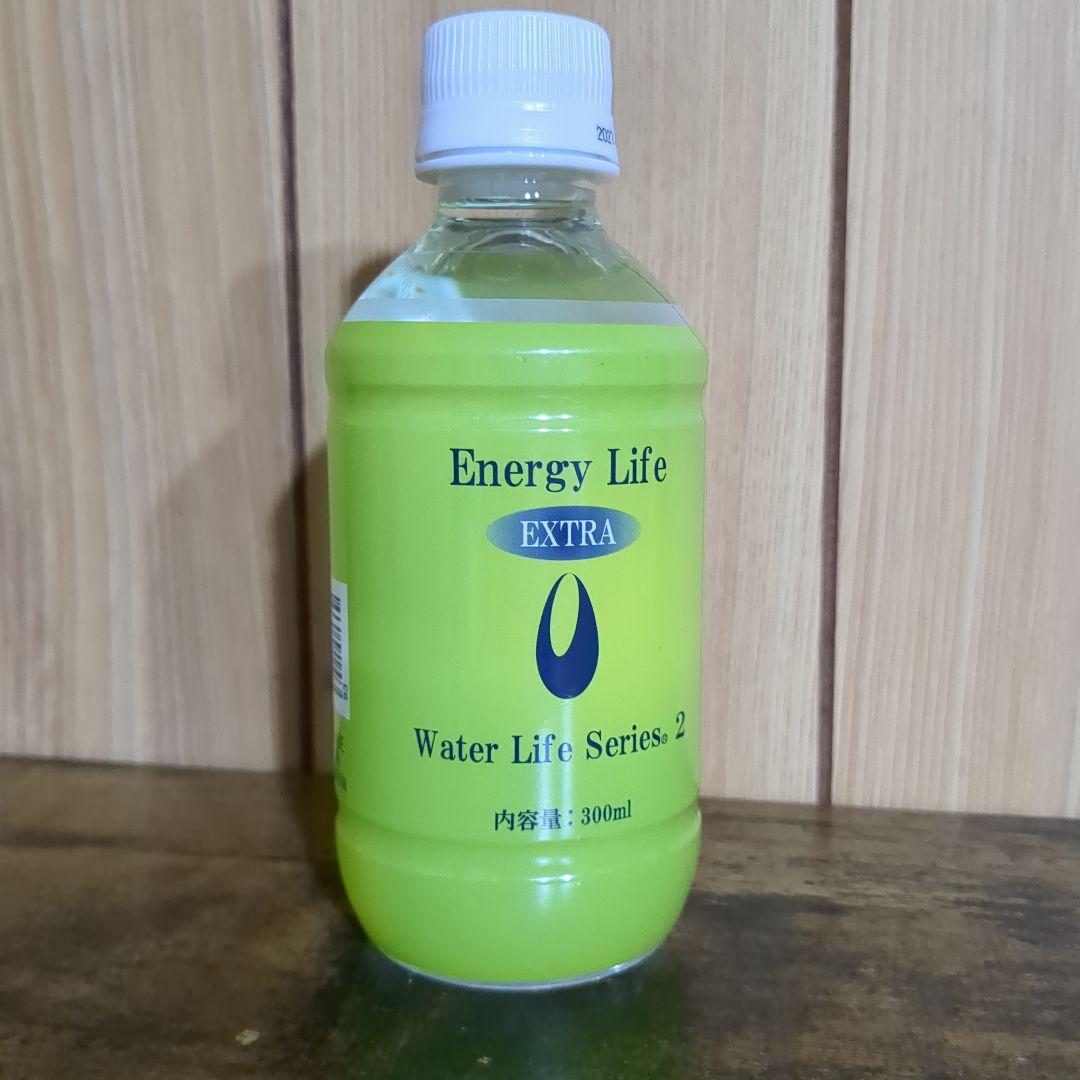 Energy Life
EXTRA
Water Life Series® 2
内容量：300ml